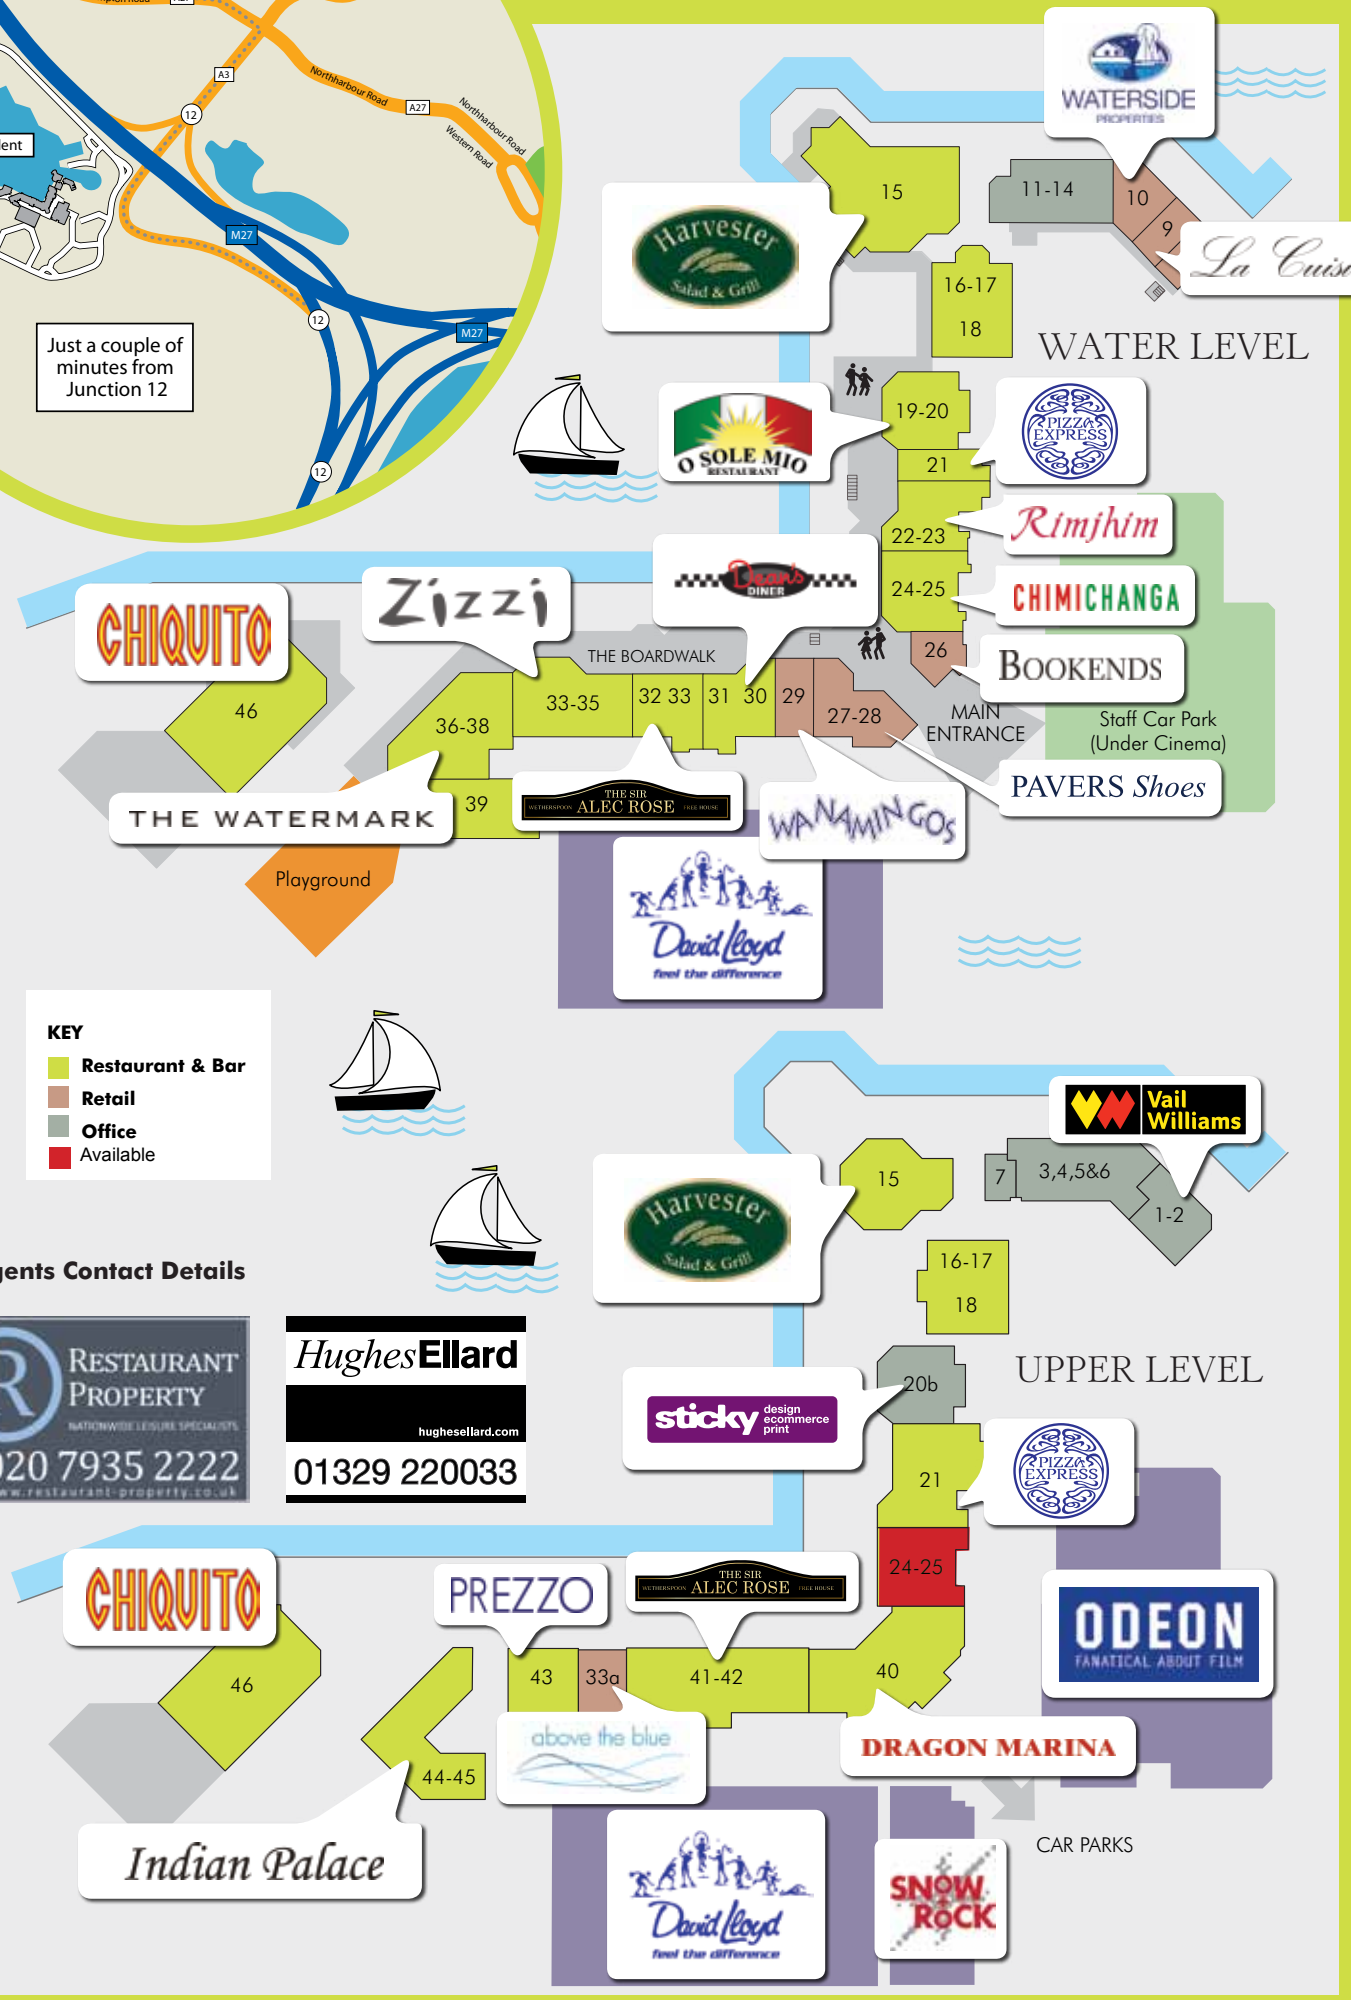 A3
Northharbour Road
A27
Northharbour Road
Western Road
12
M27
12
M27
12
Just a couple of
minutes from
Junction 12
WATERSIDE
PROPERTIES
11-14
10
9
15
Harvester
Salad & Grill
16-17
18
WATER LEVEL
O SOLE MIO
RESTAURANT
19-20
PIZZA
EXPRESS
21
Rimjhim
22-23
Dean's
DINER
24-25
CHIMICHANGA
Zizzi
CHIQUITO
THE BOARDWALK
26
BOOKENDS
46
36-38
33-35
32 33
31
30
29
27-28
MAIN
ENTRANCE
Staff Car Park
(Under Cinema)
PAVERS Shoes
THE WATERMARK
39
THE SIR
WETHERSPOON ALEC ROSE FREE HOUSE
WANAMINGOS
Playground
David Lloyd
feel the difference
KEY
Restaurant & Bar
Retail
Office
Available
Vail
Williams
7
3,4,5&6
1-2
15
Harvester
Salad & Grill
16-17
18
Contact Details
RESTAURANT
PROPERTY
NATIONWIDE LEISURE SPECIALISTS
7935 2222
HughesEllard
hughesellard.com
01329 220033
UPPER LEVEL
sticky
design
ecommerce
print
20b
21
PIZZA
EXPRESS
24-25
CHIQUITO
PREZZO
THE SIR
WETHERSPOON ALEC ROSE FREE HOUSE
ODEON
FANATICAL ABOUT FILM
46
43
33a
41-42
40
above the blue
DRAGON MARINA
44-45
Indian Palace
CAR PARKS
David Lloyd
feel the difference
SNOW
ROCK